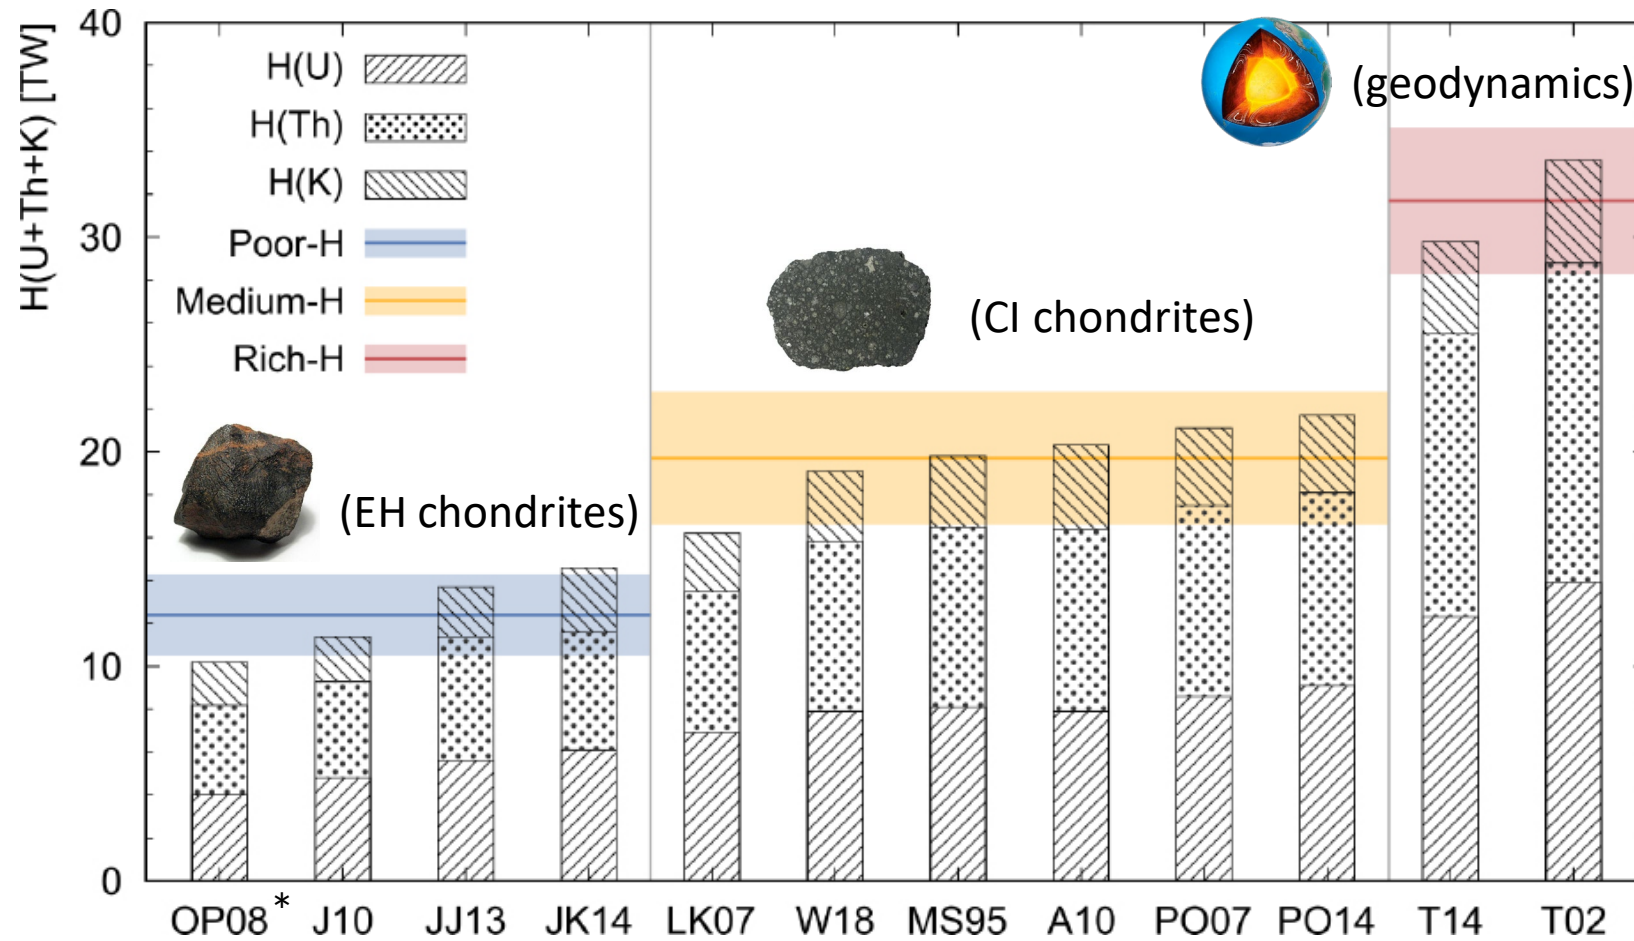 H(U+Th+K) [TW]
40
30
20
10
0
H(U)
H(Th)
H(K)
Poor-H
Medium-H
Rich-H
(geodynamics)
(CI chondrites)
(EH chondrites)
*
OP08 J10 JJ13 JK14 LK07 W18 MS95 A10 PO07 PO14 T14 T02